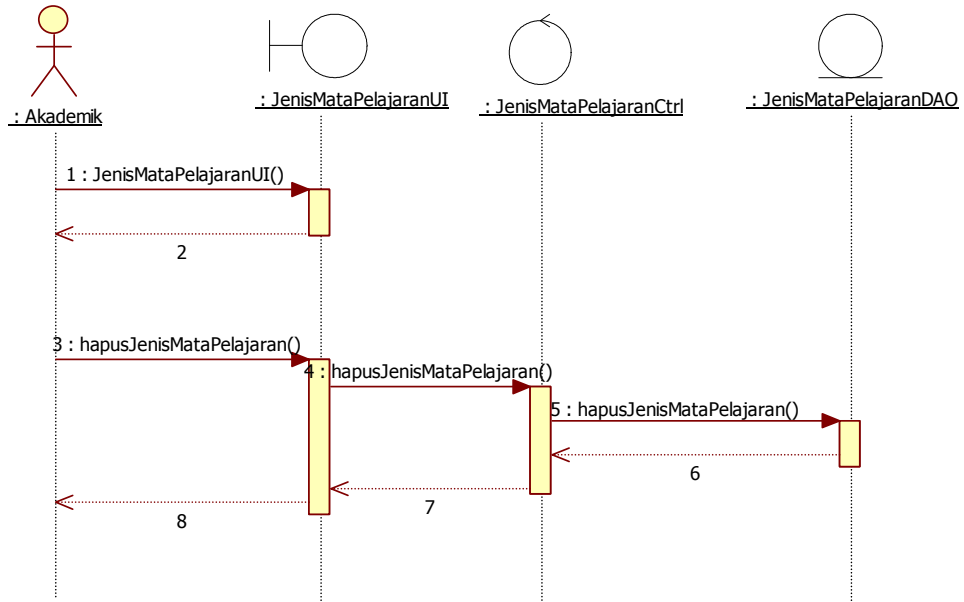 : Akademik
: JenisMataPelajaranUI
: JenisMataPelajaranCtrl
: JenisMataPelajaranDAO
1 : JenisMataPelajaranUI()
2
3 : hapusJenisMataPelajaran()
4 : hapusJenisMataPelajaran()
5 : hapusJenisMataPelajaran()
6
7
8